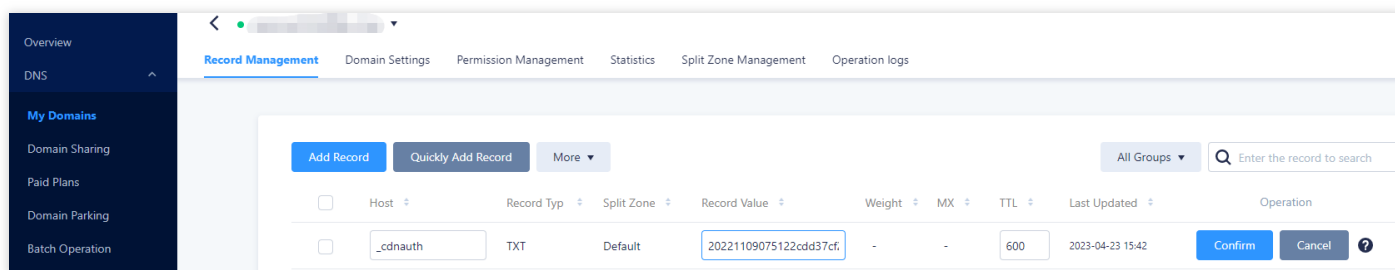 Overview
DNS
My Domains
Domain Sharing
Paid Plans
Domain Parking
Batch Operation
Record Management Domain Settings Permission Management Statistics Split Zone Management Operation logs
Add Record Quickly Add Record More All Groups Enter the record to search
Host Record Typ Split Zone Record Value Weight MX TTL Last Updated Operation
_cdnauth TXT Default 20221109075122cdd37cf - - 600 2023-04-23 15:42 Confirm Cancel ?